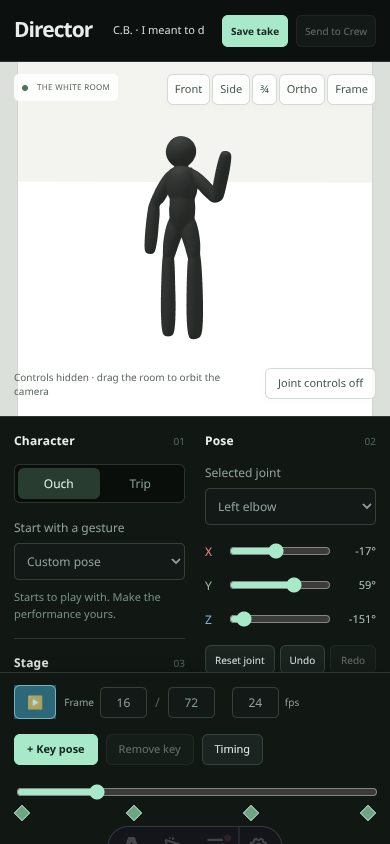 Director
C.B. · I meant to d
Save take
Send to Crew
THE WHITE ROOM
Front
Side
¾
Ortho
Frame
Controls hidden · drag the room to orbit the
camera
Joint controls off
Character 01
Ouch
Trip
Start with a gesture
Custom pose
Starts to play with. Make the
performance yours.
Stage 03
Pose 02
Selected joint
Left elbow
X -17°
Y 59°
Z -151°
Reset joint
Undo
Redo
Frame 16 / 72 24 fps
+ Key pose
Remove key
Timing